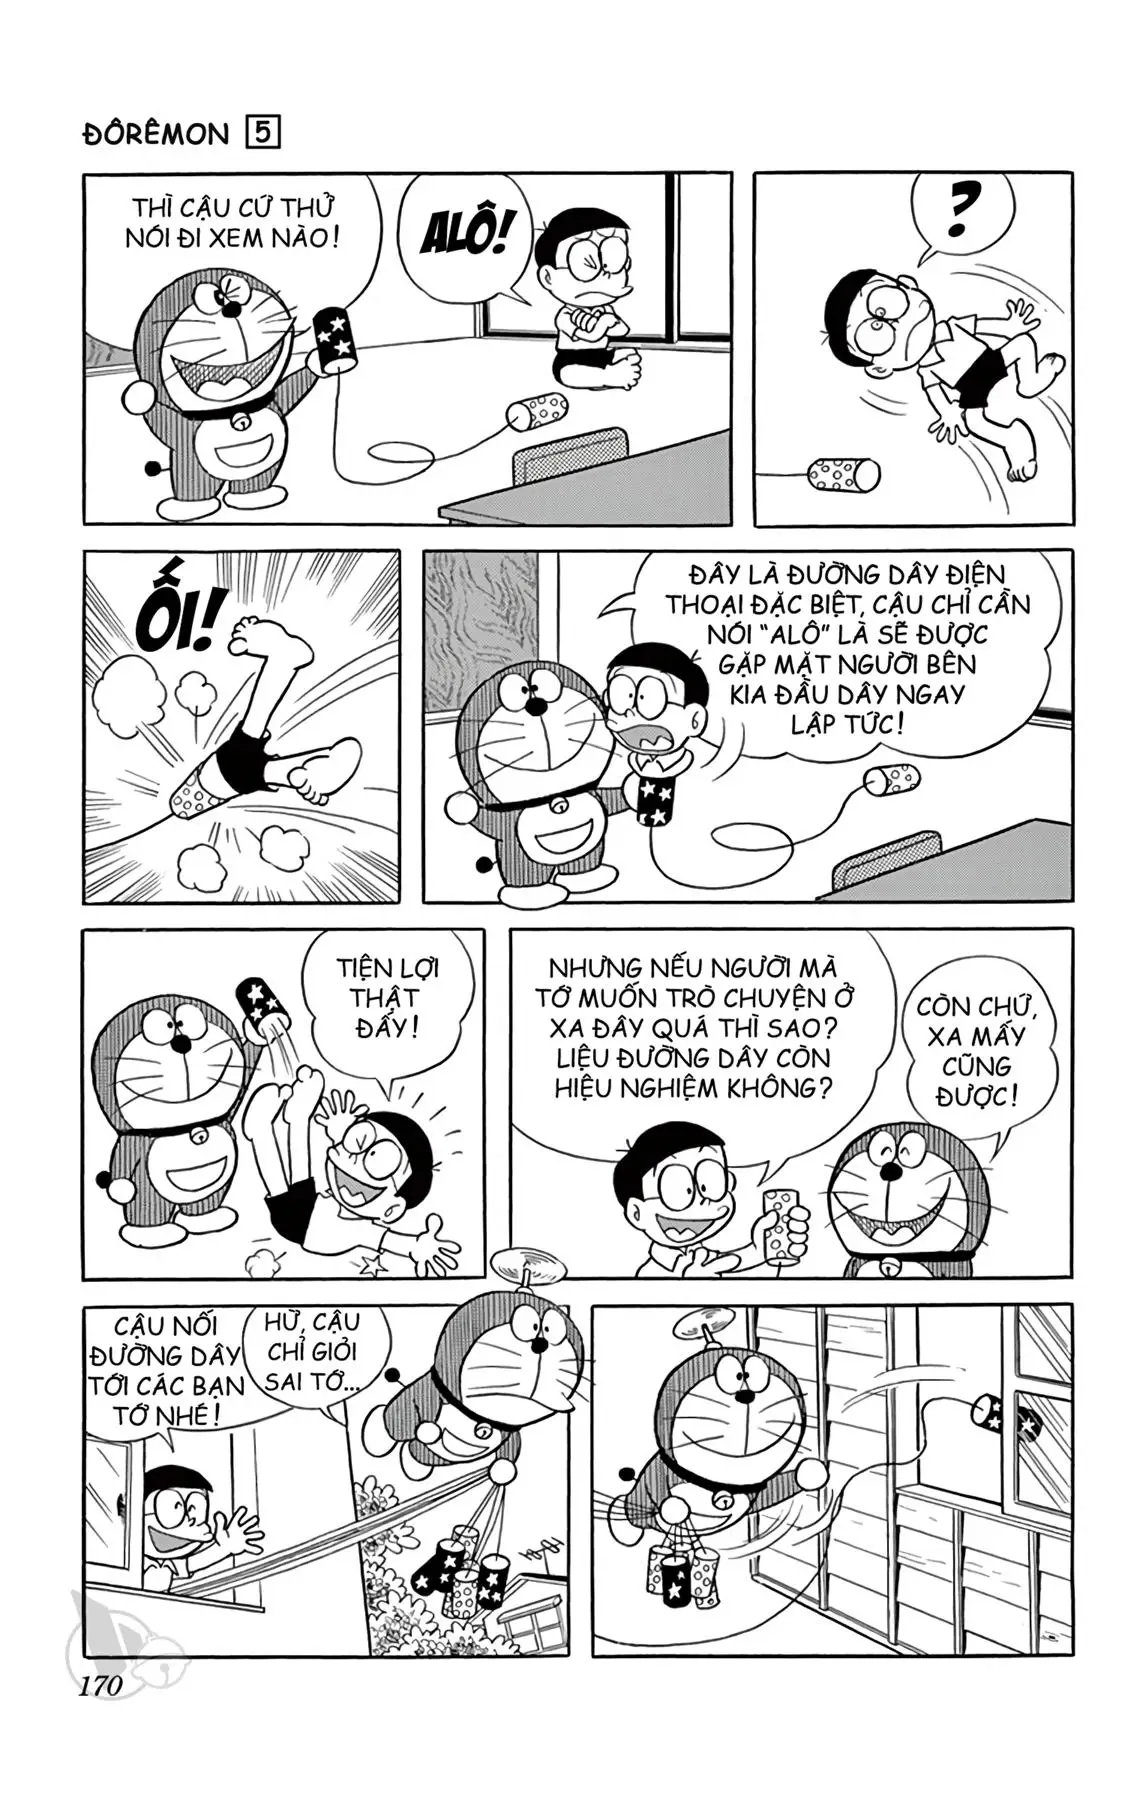 ĐÔRÊMON 5
THÌ CẬU CỨ THỬ
NÓI ĐI XEM NÀO!
ALÔ!
?
ỐI!
ĐÂY LÀ ĐƯỜNG DÂY ĐIỆN
THOẠI ĐẶC BIỆT, CẬU CHỈ CẦN
NÓI “ALÔ” LÀ SẼ ĐƯỢC
GẶP MẶT NGƯỜI BÊN
KIA ĐẦU DÂY NGAY
LẬP TỨC!
TIỆN LỢI
THẬT
ĐẤY!
NHƯNG NẾU NGƯỜI MÀ
TỚ MUỐN TRÒ CHUYỆN Ở
XA ĐÂY QUÁ THÌ SAO?
LIỆU ĐƯỜNG DÂY CÒN
HIỆU NGHIỆM KHÔNG?
CÒN CHỨ,
XA MẤY
CŨNG
ĐƯỢC!
CẬU NỐI
ĐƯỜNG DÂY
TỚI CÁC BẠN
TỚ NHÉ!
HỪ, CẬU
CHỈ GIỎI
SAI TỚ...
170